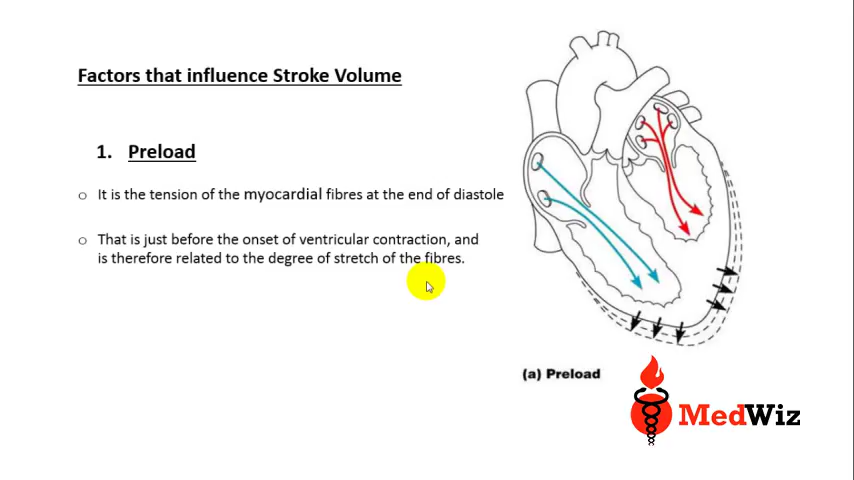 Factors that influence Stroke Volume
1. Preload
○ It is the tension of the myocardial fibres at the end of diastole
○ That is just before the onset of ventricular contraction, and
is therefore related to the degree of stretch of the fibres.
(a) Preload
MedWiz